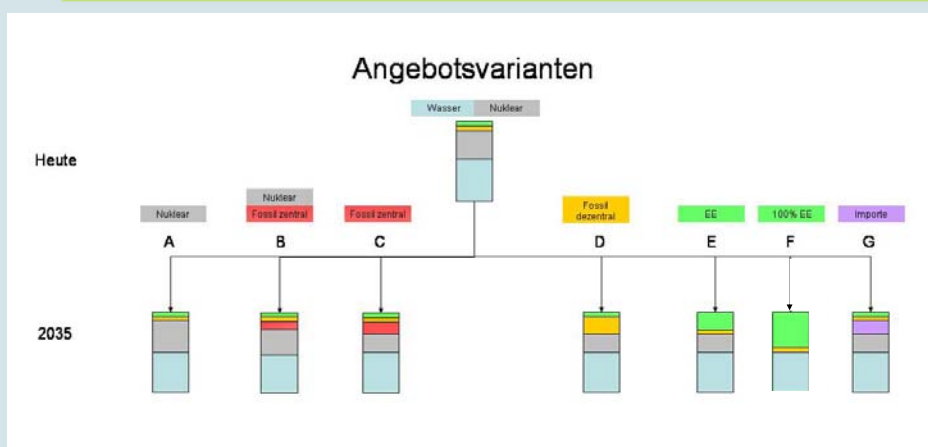 Angebotsvarianten
Wasser Nuklear
Heute
Nuklear
Nuklear
Fossil zentral
Fossil zentral
Fossil
dezentral
EE
100% EE
Importe
A B C D E F G
2035